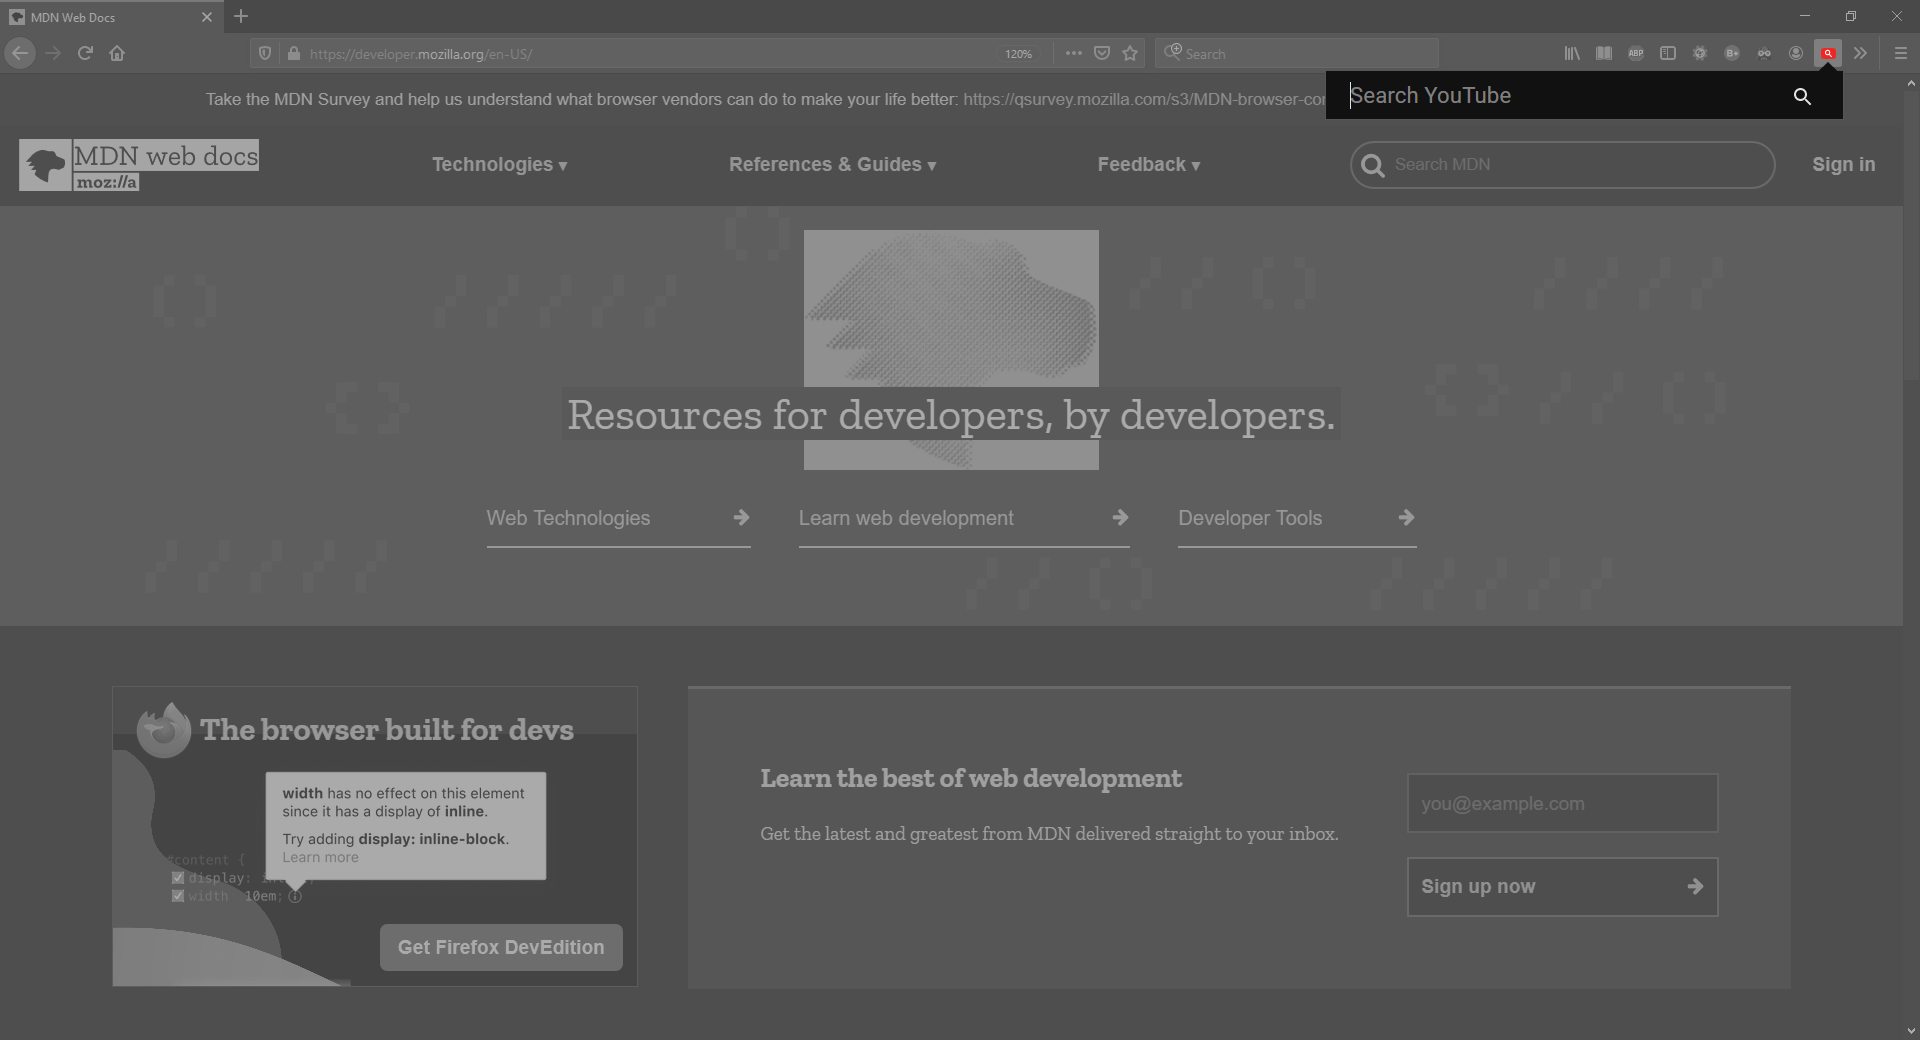 MDN Web Docs
https://developer.mozilla.org/en-US/
120%
Search
ABP
B+
Take the MDN Survey and help us understand what browser vendors can do to make your life better: https://qsurvey.mozilla.com/s3/MDN-browser-co
Search YouTube
MDN web docs
moz://a
Technologies ▾
References & Guides ▾
Feedback ▾
Search MDN
Sign in
Resources for developers, by developers.
Web Technologies
Learn web development
Developer Tools
The browser built for devs
width has no effect on this element
since it has a display of inline.
Try adding display: inline-block.
Learn more
content {
display:
width 10em;
Get Firefox DevEdition
Learn the best of web development
Get the latest and greatest from MDN delivered straight to your inbox.
you@example.com
Sign up now